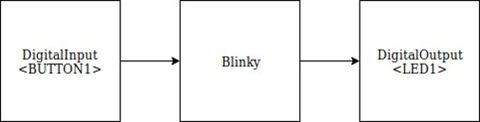 DigitalInput
<BUTTON1>
Blinky
DigitalOutput
<LED1>